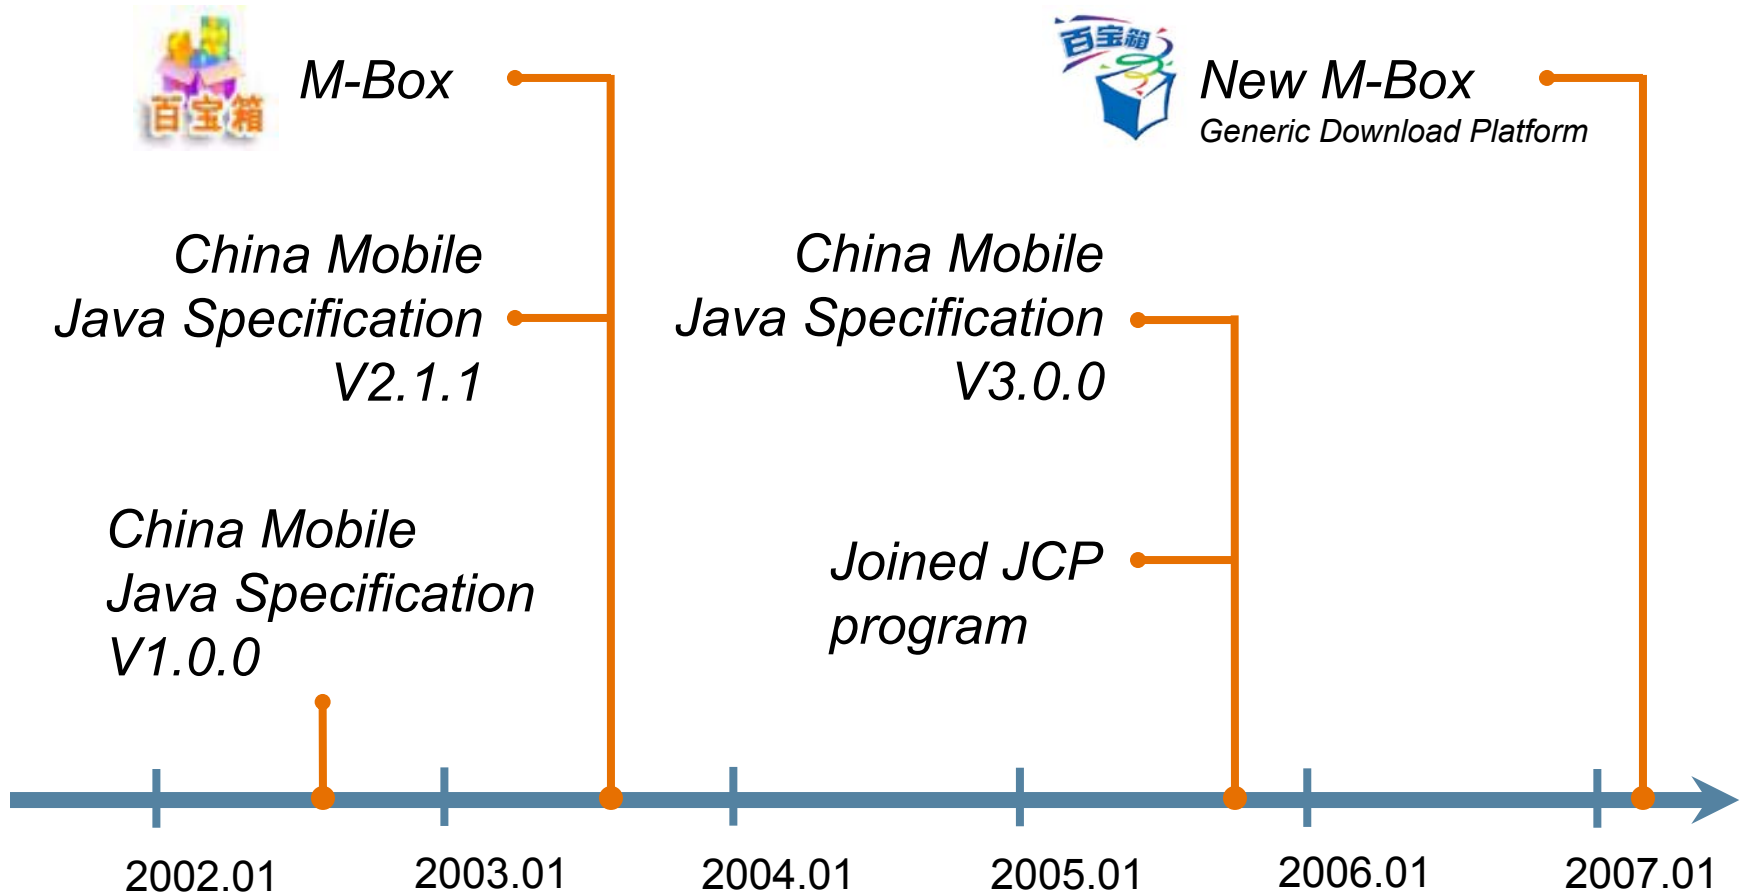 百宝箱
M-Box
百宝箱
New M-Box
Generic Download Platform
China Mobile
Java Specification
V2.1.1
China Mobile
Java Specification
V3.0.0
China Mobile
Java Specification
V1.0.0
Joined JCP
program
2002.01
2003.01
2004.01
2005.01
2006.01
2007.01